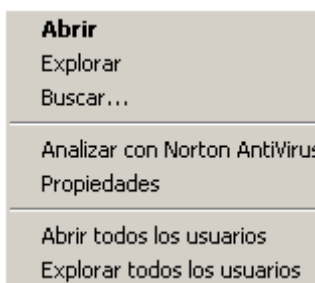 Abrir
Explorar
Buscar...
Analizar con Norton AntiVirus
Propiedades
Abrir todos los usuarios
Explorar todos los usuarios